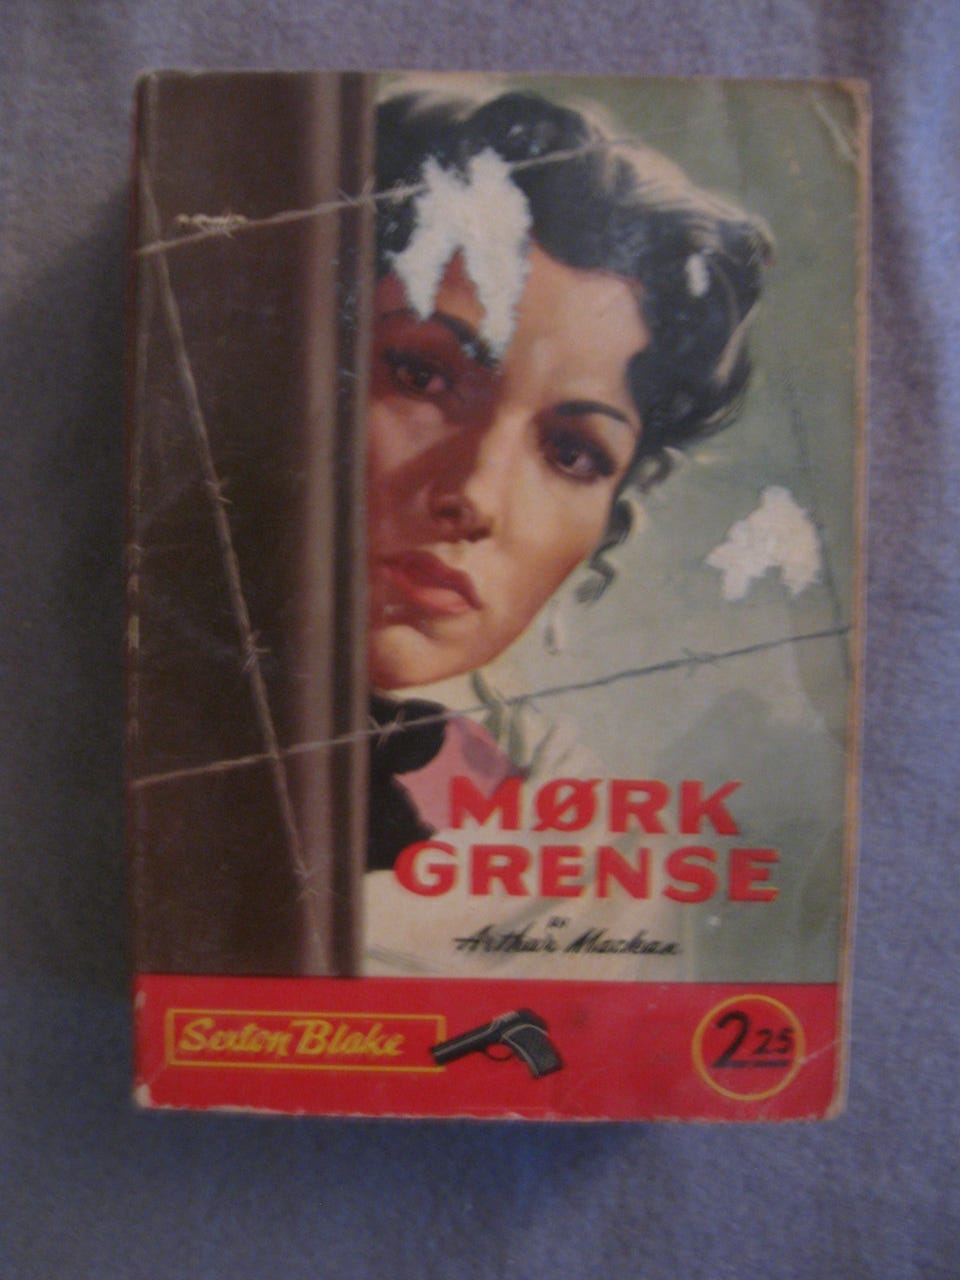 MØRK
GRENSE
av
Arthur Maclean
Sexton Blake
2 25